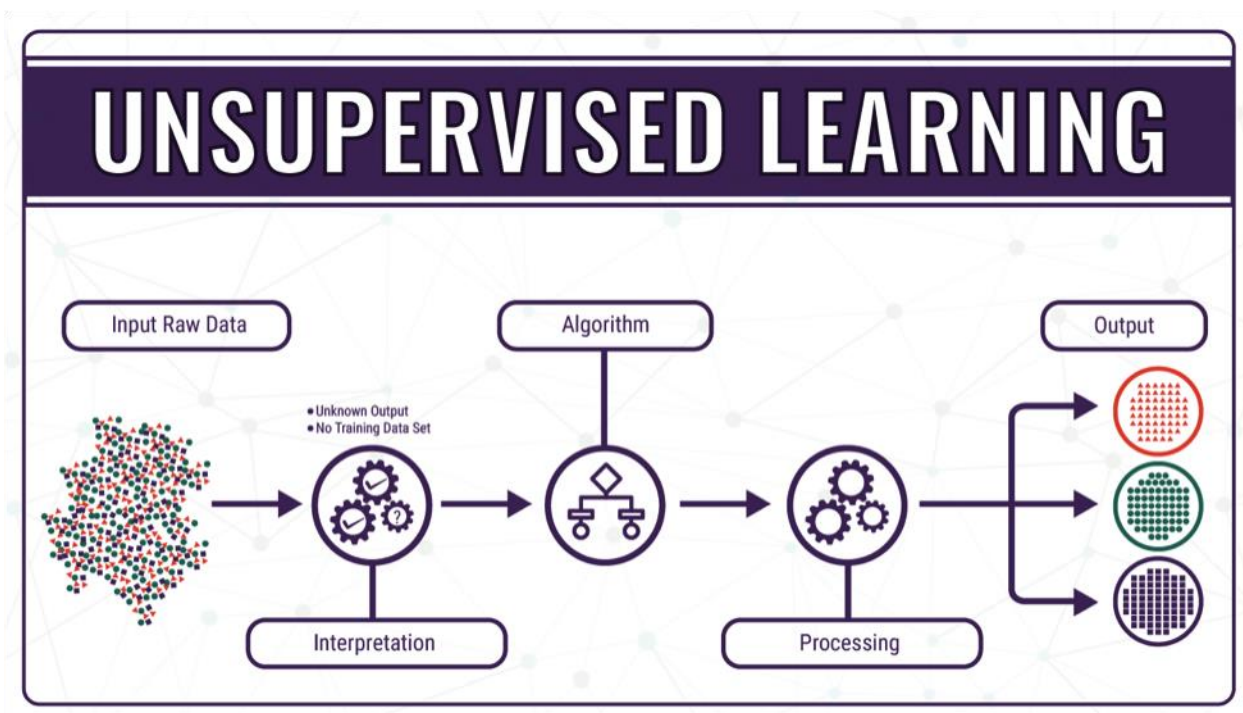 UNSUPERVISED LEARNING
Input Raw Data
Algorithm
Output
• Unknown Output
• No Training Data Set
?
Interpretation
Processing